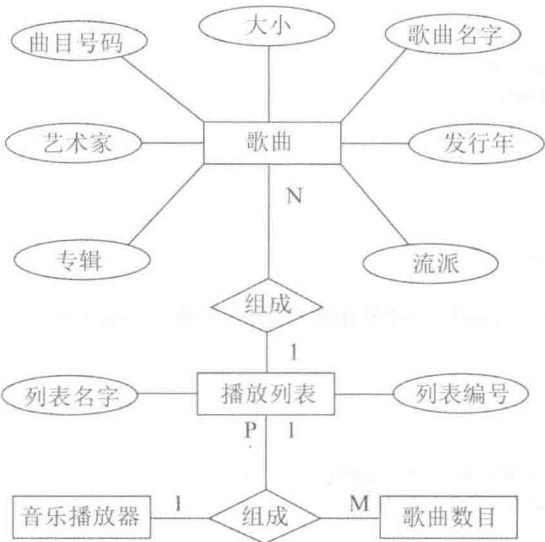 大小
曲目号码
歌曲名字
艺术家
歌曲
发行年
N
专辑
流派
组成
1
列表名字
播放列表
列表编号
P 1
音乐播放器
1
组成
M
歌曲数目